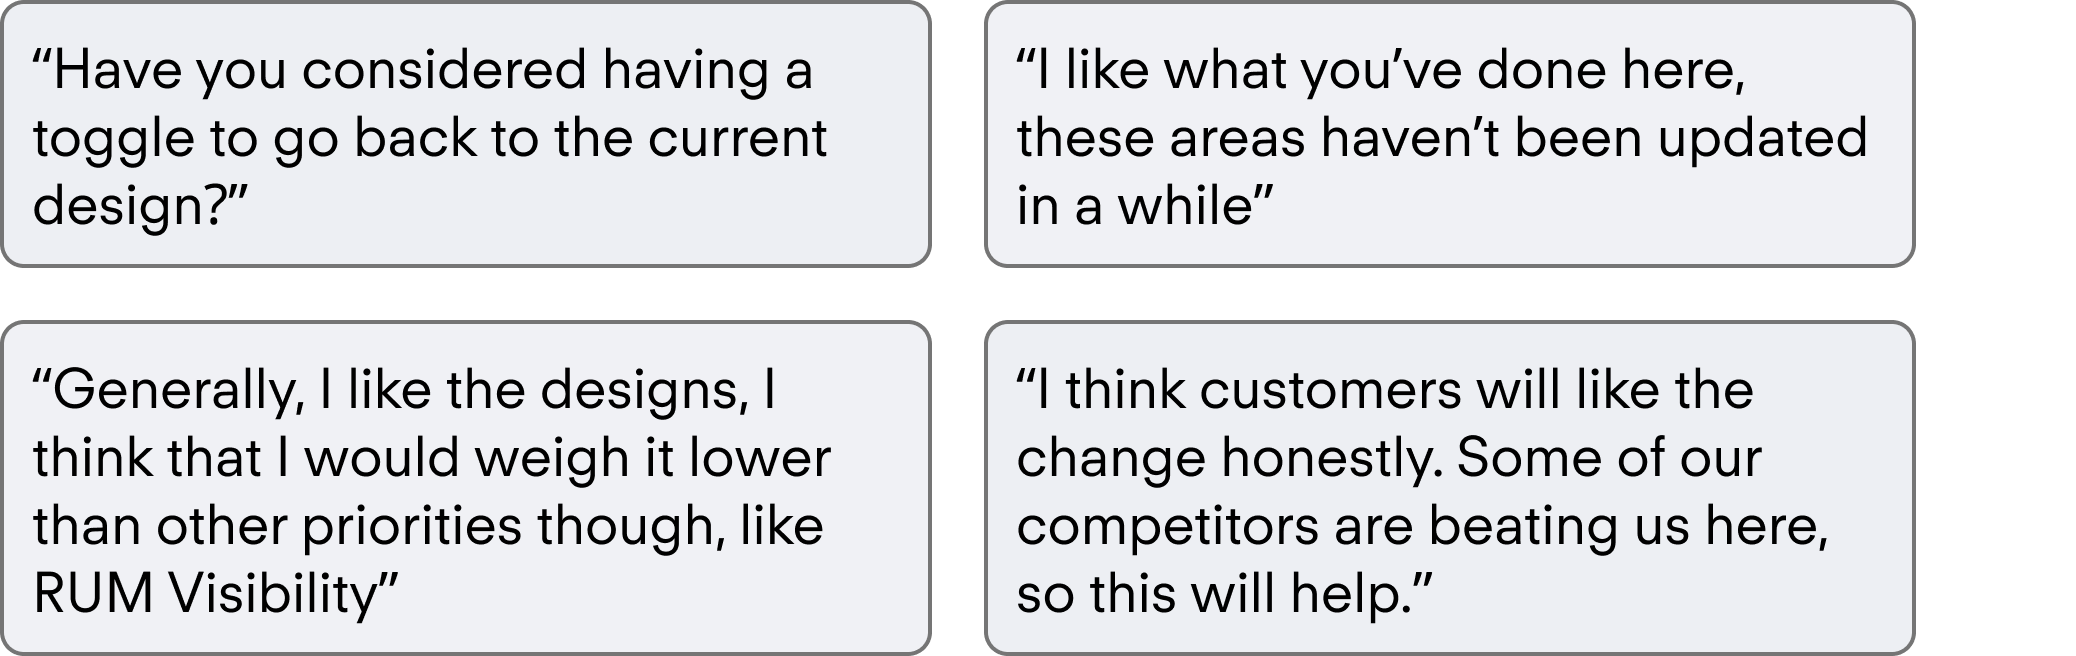 “Have you considered having a
toggle to go back to the current
design?”
“I like what you’ve done here,
these areas haven’t been updated
in a while”
“Generally, I like the designs, I
think that I would weigh it lower
than other priorities though, like
RUM Visibility”
“I think customers will like the
change honestly. Some of our
competitors are beating us here,
so this will help.”